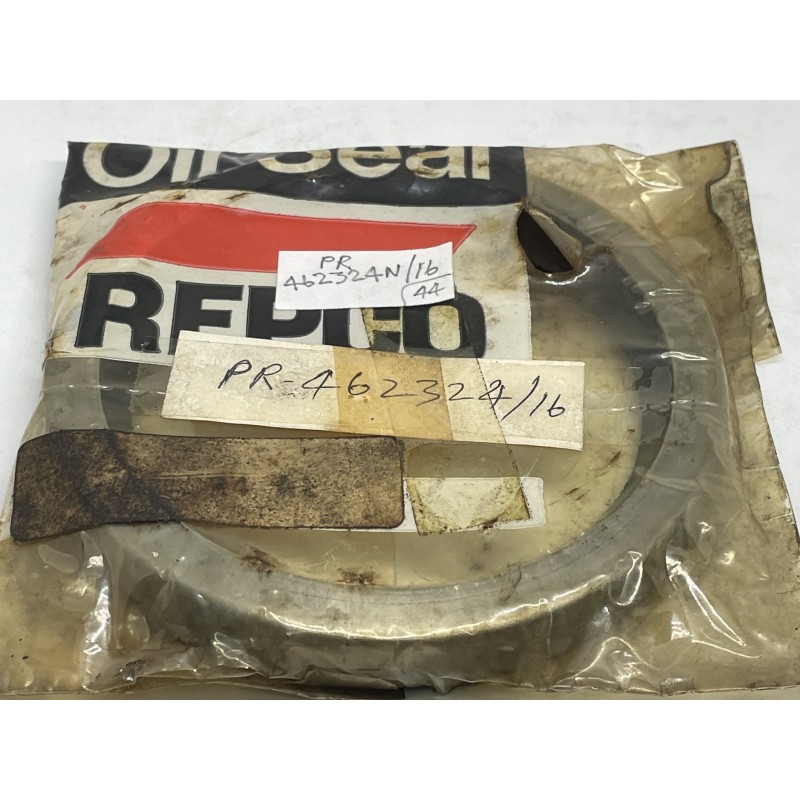 Oil Seal
REPCO
PR
462324N/16
44
PR-462324/16